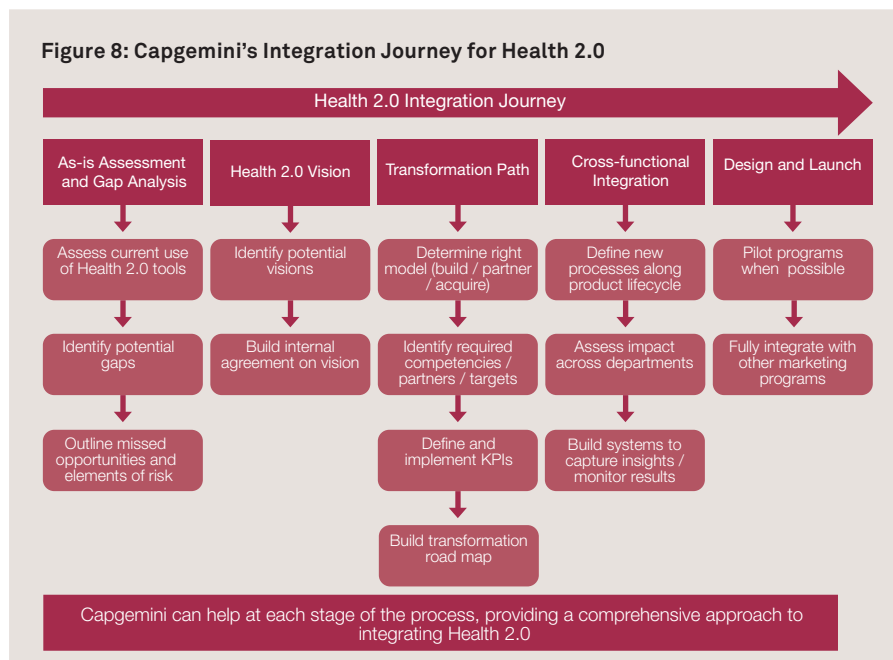 Figure 8: Capgemini's Integration Journey for Health 2.0
Health 2.0 Integration Journey
As-is Assessment
and Gap Analysis
Assess current use
of Health 2.0 tools
Identify potential
gaps
Outline missed
opportunities and
elements of risk
Health 2.0 Vision
Identify potential
visions
Build internal
agreement on vision
Transformation Path
Determine right
model (build / partner
/ acquire)
Identify required
competencies /
partners / targets
Define and
implement KPIs
Build transformation
road map
Cross-functional
Integration
Define new
processes along
product lifecycle
Assess impact
across departments
Build systems to
capture insights /
monitor results
Design and Launch
Pilot programs
when possible
Fully integrate with
other marketing
programs
Capgemini can help at each stage of the process, providing a comprehensive approach to
integrating Health 2.0